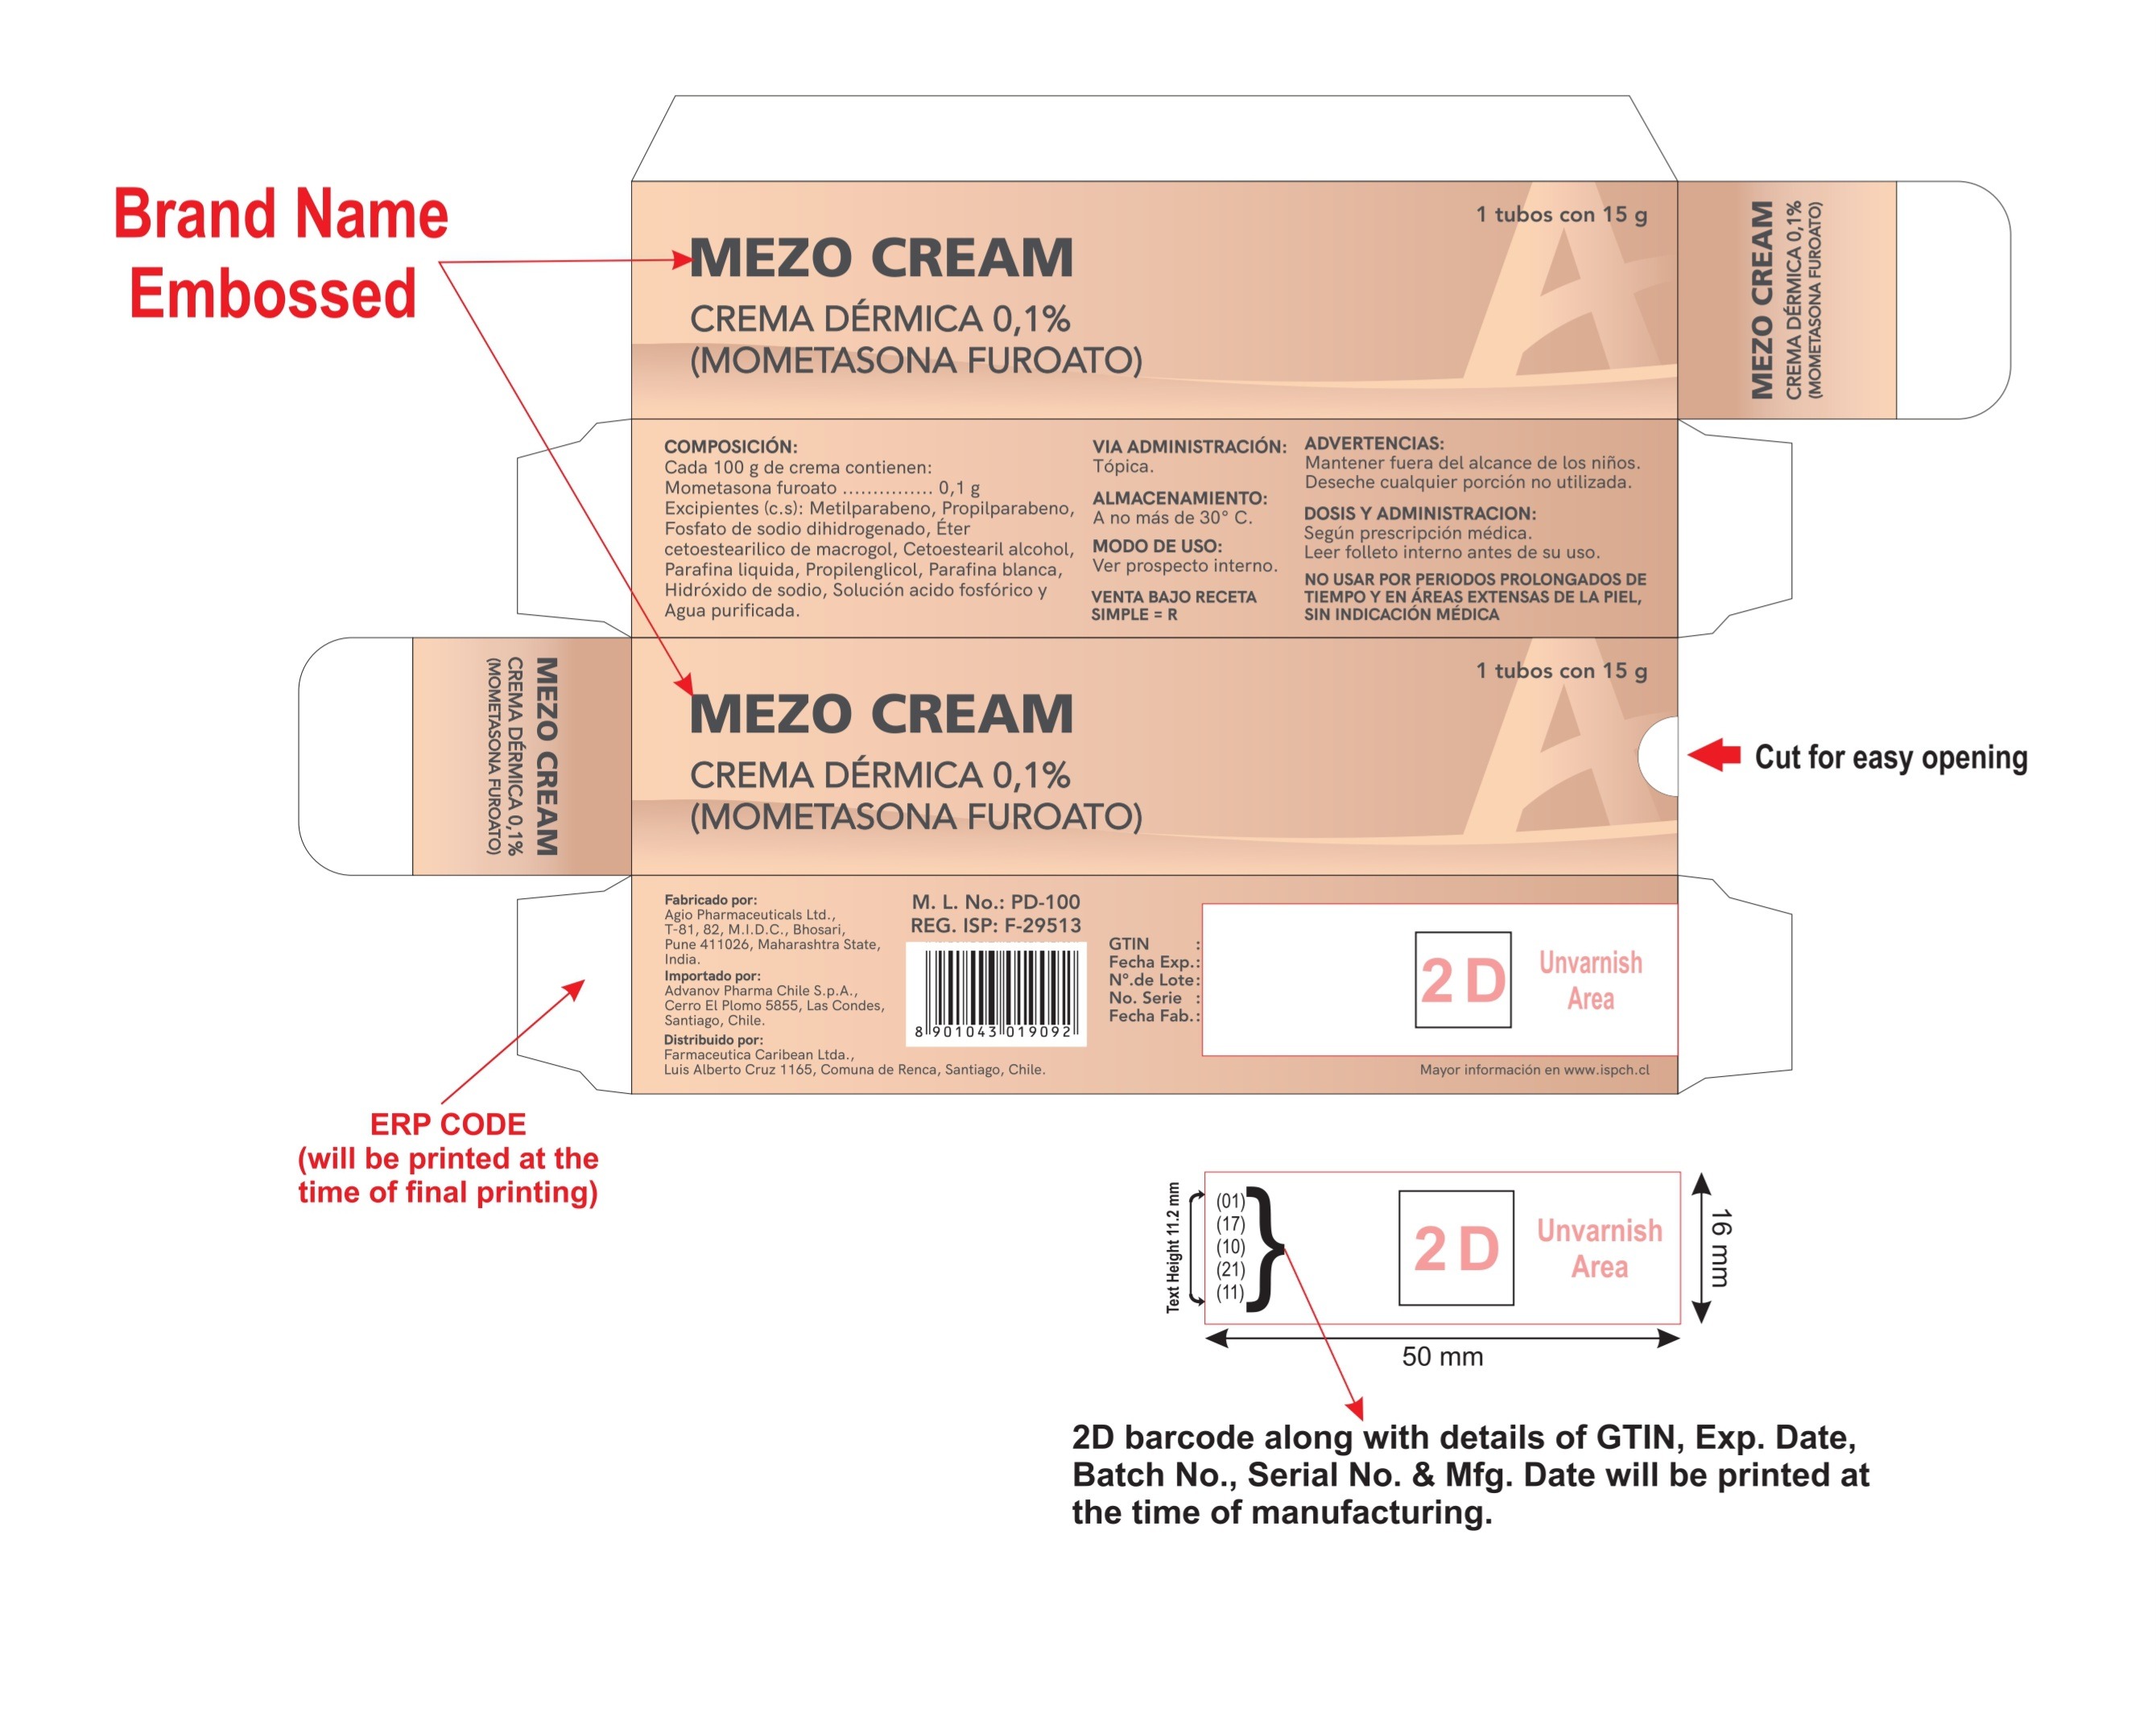 Brand Name
Embossed
1 tubos con 15 g
MEZO CREAM
CREMA DÉRMICA 0,1%
(MOMETASONA FUROATO)
MEZO CREAM
CREMA DÉRMICA 0,1%
(MOMETASONA FUROATO)
COMPOSICIÓN:
Cada 100 g de crema contienen:
Mometasona furoato ............... 0,1 g
Excipientes (c.s): Metilparabeno, Propilparabeno,
Fosfato de sodio dihidrogenado, Éter
cetoestearilico de macrogol, Cetoestearil alcohol,
Parafina liquida, Propilenglicol, Parafina blanca,
Hidróxido de sodio, Solución acido fosfórico y
Agua purificada.
VIA ADMINISTRACIÓN:
Tópica.
ALMACENAMIENTO:
A no más de 30° C.
MODO DE USO:
Ver prospecto interno.
VENTA BAJO RECETA
SIMPLE = R
ADVERTENCIAS:
Mantener fuera del alcance de los niños.
Deseche cualquier porción no utilizada.
DOSIS Y ADMINISTRACION:
Según prescripción médica.
Leer folleto interno antes de su uso.
NO USAR POR PERIODOS PROLONGADOS DE
TIEMPO Y EN ÁREAS EXTENSAS DE LA PIEL,
SIN INDICACIÓN MÉDICA
MEZO CREAM
CREMA DÉRMICA 0,1%
(MOMETASONA FUROATO)
1 tubos con 15 g
MEZO CREAM
CREMA DÉRMICA 0,1%
(MOMETASONA FUROATO)
Cut for easy opening
Fabricado por:
Agio Pharmaceuticals Ltd.,
T-81, 82, M.I.D.C., Bhosari,
Pune 411026, Maharashtra State,
India.
Importado por:
Advanov Pharma Chile S.p.A.,
Cerro El Plomo 5855, Las Condes,
Santiago, Chile.
Distribuido por:
Farmaceutica Caribean Ltda.,
Luis Alberto Cruz 1165, Comuna de Renca, Santiago, Chile.
M. L. No.: PD-100
REG. ISP: F-29513
8 901043 019092
GTIN :
Fecha Exp.:
N°.de Lote:
No. Serie :
Fecha Fab.:
2 D
Unvarnish
Area
Mayor información en www.ispch.cl
ERP CODE
(will be printed at the
time of final printing)
Text Height 11.2 mm
(01)
(17)
(10)
(21)
(11)
2 D
Unvarnish
Area
16 mm
50 mm
2D barcode along with details of GTIN, Exp. Date,
Batch No., Serial No. & Mfg. Date will be printed at
the time of manufacturing.